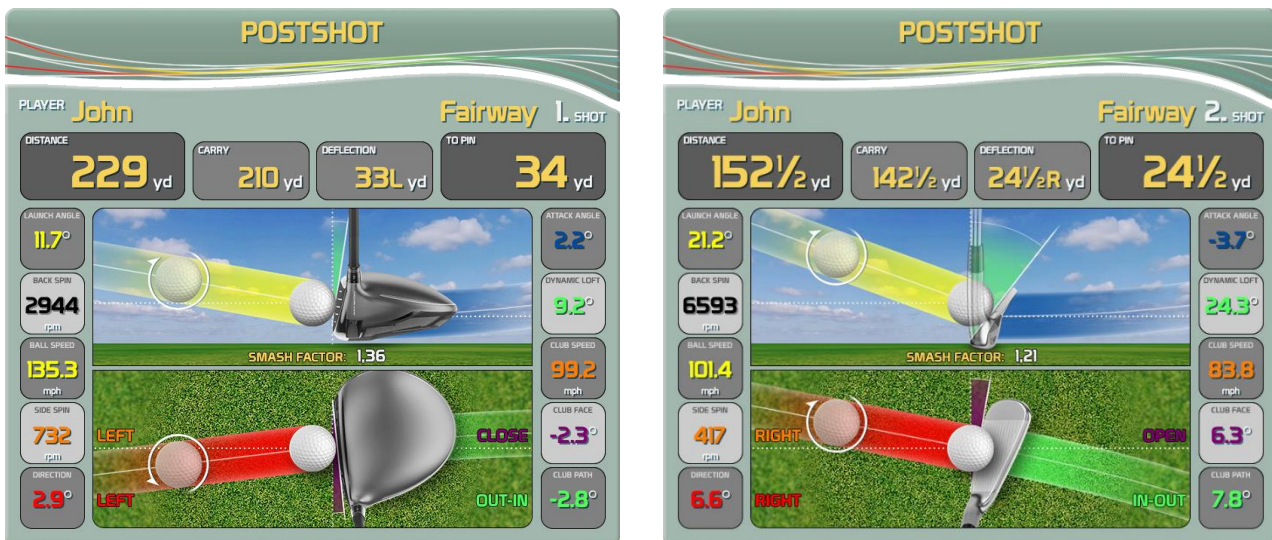 POSTSHOT
PLAYER John Fairway 1. SHOT
DISTANCE 229 yd
CARRY 210 yd
DEFLECTION 33L yd
TO PIN 34 yd
LAUNCH ANGLE
11.7°
BACK SPIN
2944
rpm
BALL SPEED
135.3
mph
SIDE SPIN
732
rpm
DIRECTION
2.9°
SMASH FACTOR: 1,36
LEFT
CLOSE
LEFT
OUT-IN
ATTACK ANGLE
2.2°
DYNAMIC LOFT
9.2°
CLUB SPEED
99.2
mph
CLUB FACE
-2.3°
CLUB PATH
-2.8°
POSTSHOT
PLAYER John Fairway 2. SHOT
DISTANCE 152½ yd
CARRY 142½ yd
DEFLECTION 24½R yd
TO PIN 24½ yd
LAUNCH ANGLE
21.2°
BACK SPIN
6593
rpm
BALL SPEED
101.4
mph
SIDE SPIN
417
rpm
DIRECTION
6.6°
SMASH FACTOR: 1,21
RIGHT
OPEN
RIGHT
IN-OUT
ATTACK ANGLE
-3.7°
DYNAMIC LOFT
24.3°
CLUB SPEED
83.8
mph
CLUB FACE
6.3°
CLUB PATH
7.8°